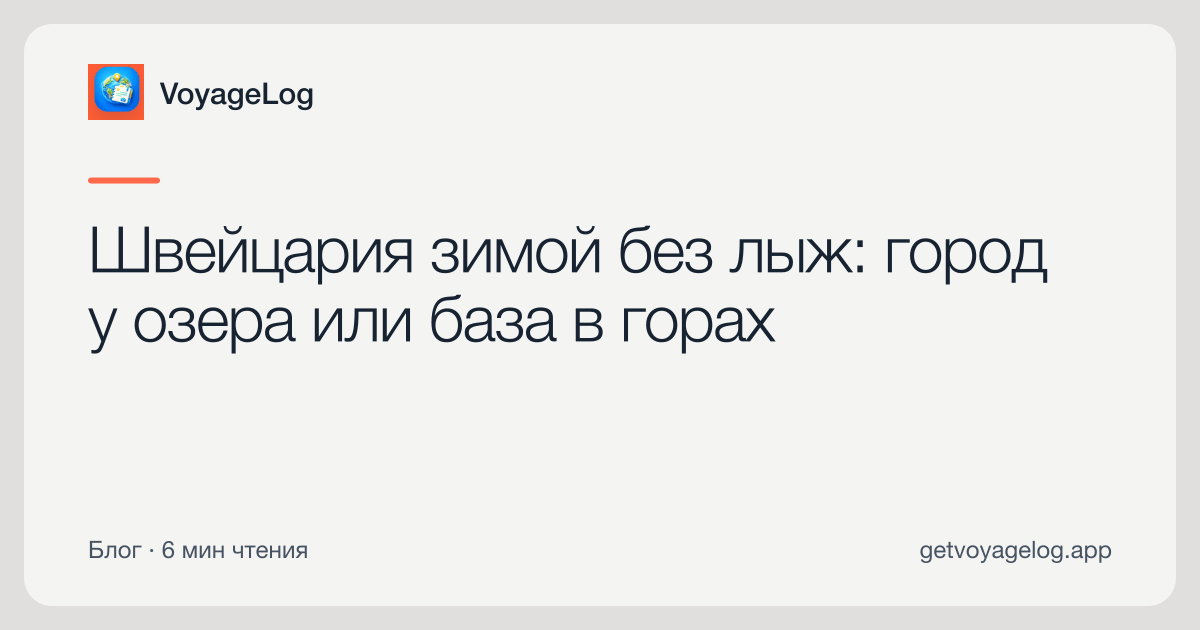 VoyageLog
Швейцария зимой без лыж: город
у озера или база в горах
Блог · 6 мин чтения
getvoyagelog.app